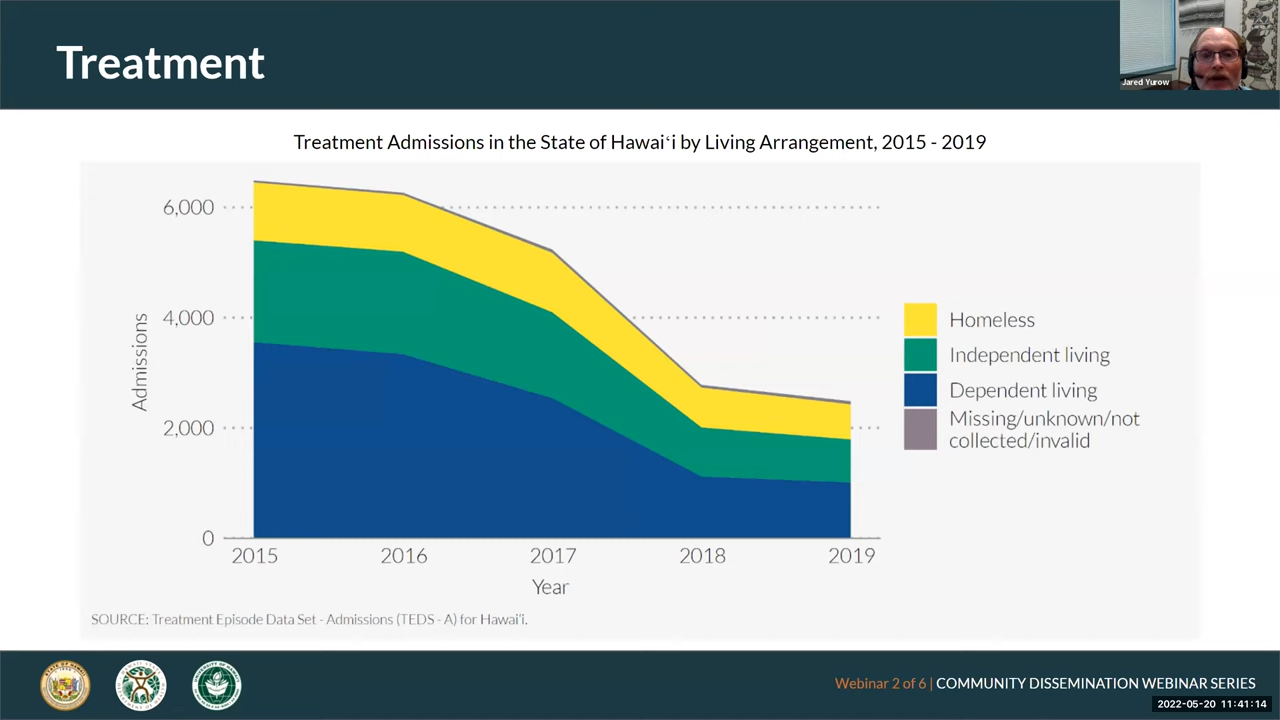 Treatment
Jared Yurow
Treatment Admissions in the State of Hawaiʻi by Living Arrangement, 2015 - 2019
6,000
4,000
2,000
0
Admissions
2015
2016
2017
2018
2019
Year
Homeless
Independent living
Dependent living
Missing/unknown/not
collected/invalid
SOURCE: Treatment Episode Data Set - Admissions (TEDS - A) for Hawai'i.
Webinar 2 of 6 | COMMUNITY DISSEMINATION WEBINAR SERIES
2022-05-20 11:41:14